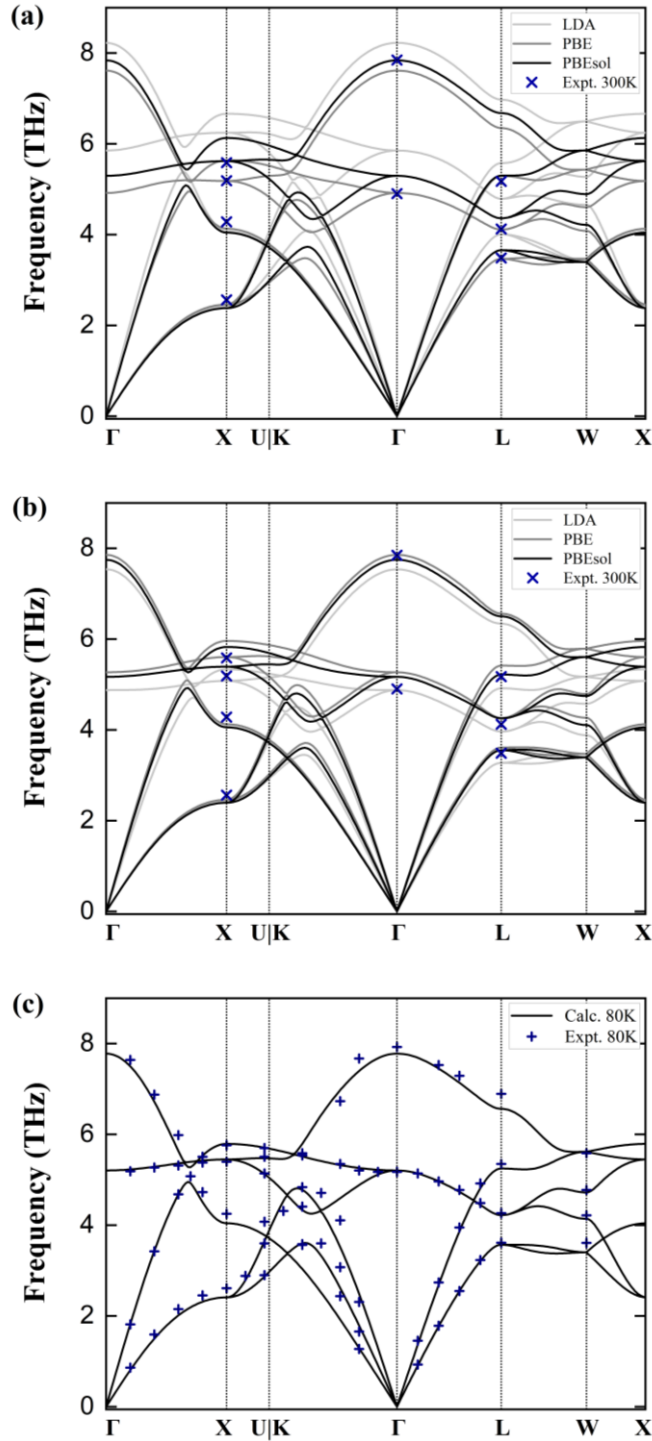 (a)
LDA
PBE
PBEsol
Expt. 300K
Frequency (THz)
8
6
4
2
0
Γ X U|K Γ L W X
(b)
LDA
PBE
PBEsol
Expt. 300K
Frequency (THz)
8
6
4
2
0
Γ X U|K Γ L W X
(c)
Calc. 80K
Expt. 80K
Frequency (THz)
8
6
4
2
0
Γ X U|K Γ L W X